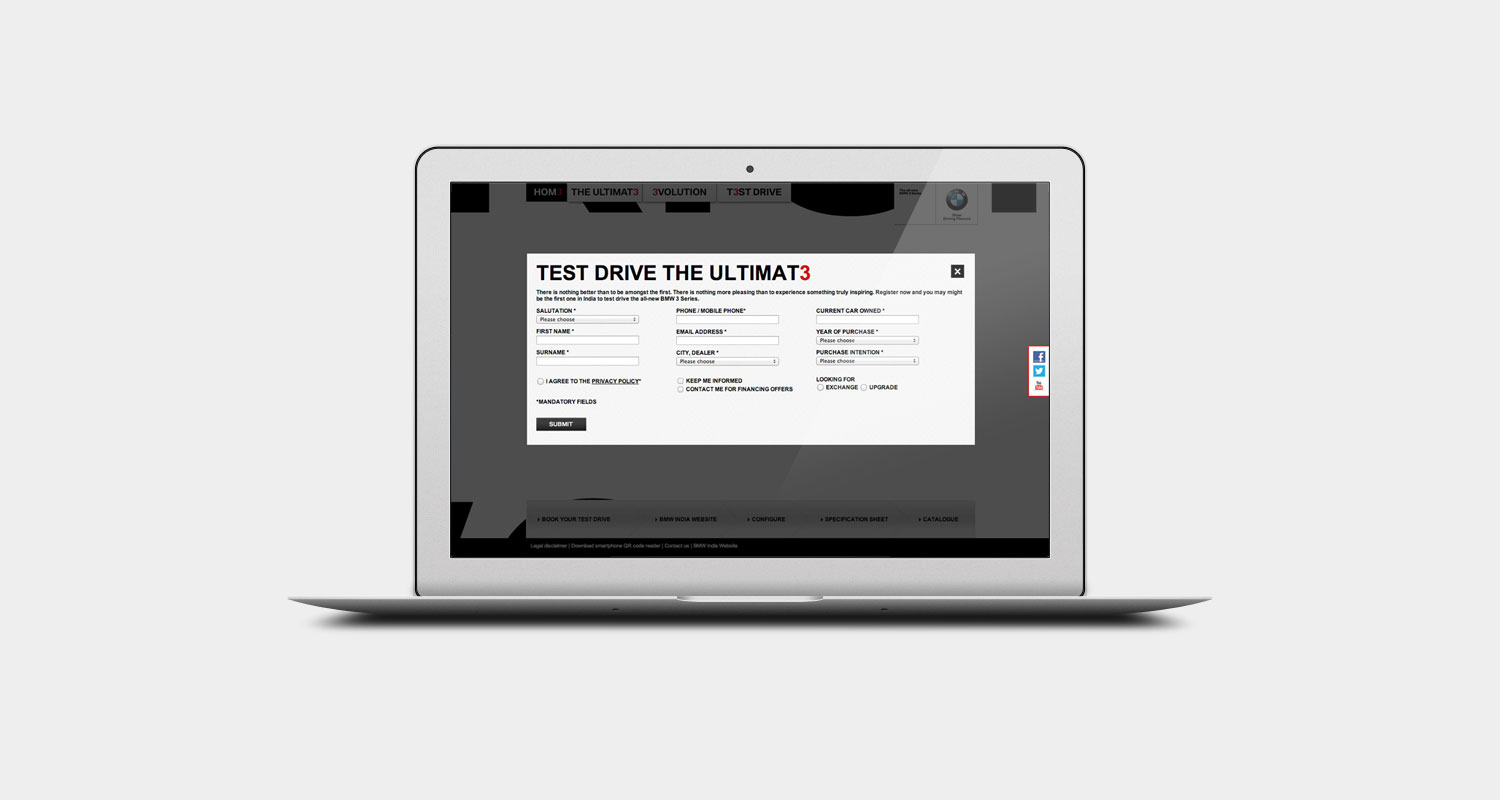 HOM3 THE ULTIMAT3 3VOLUTION T3ST DRIVE
TEST DRIVE THE ULTIMAT3
There is nothing better than to be amongst the first. There is nothing more pleasing than to experience something truly inspiring. Register now and you may might
be the first one in India to test drive the all-new BMW 3 Series.
SALUTATION * PHONE / MOBILE PHONE* CURRENT CAR OWNED *
Please choose
FIRST NAME * EMAIL ADDRESS * YEAR OF PURCHASE *
Please choose
SURNAME * CITY, DEALER * PURCHASE INTENTION *
Please choose Please choose
I AGREE TO THE PRIVACY POLICY* KEEP ME INFORMED LOOKING FOR
CONTACT ME FOR FINANCING OFFERS EXCHANGE UPGRADE
*MANDATORY FIELDS
SUBMIT
BOOK YOUR TEST DRIVE BMW INDIA WEBSITE CONFIGURE SPECIFICATION SHEET CATALOGUE
Legal disclaimer | Download smartphone QR code reader | Contact us | BMW India Website